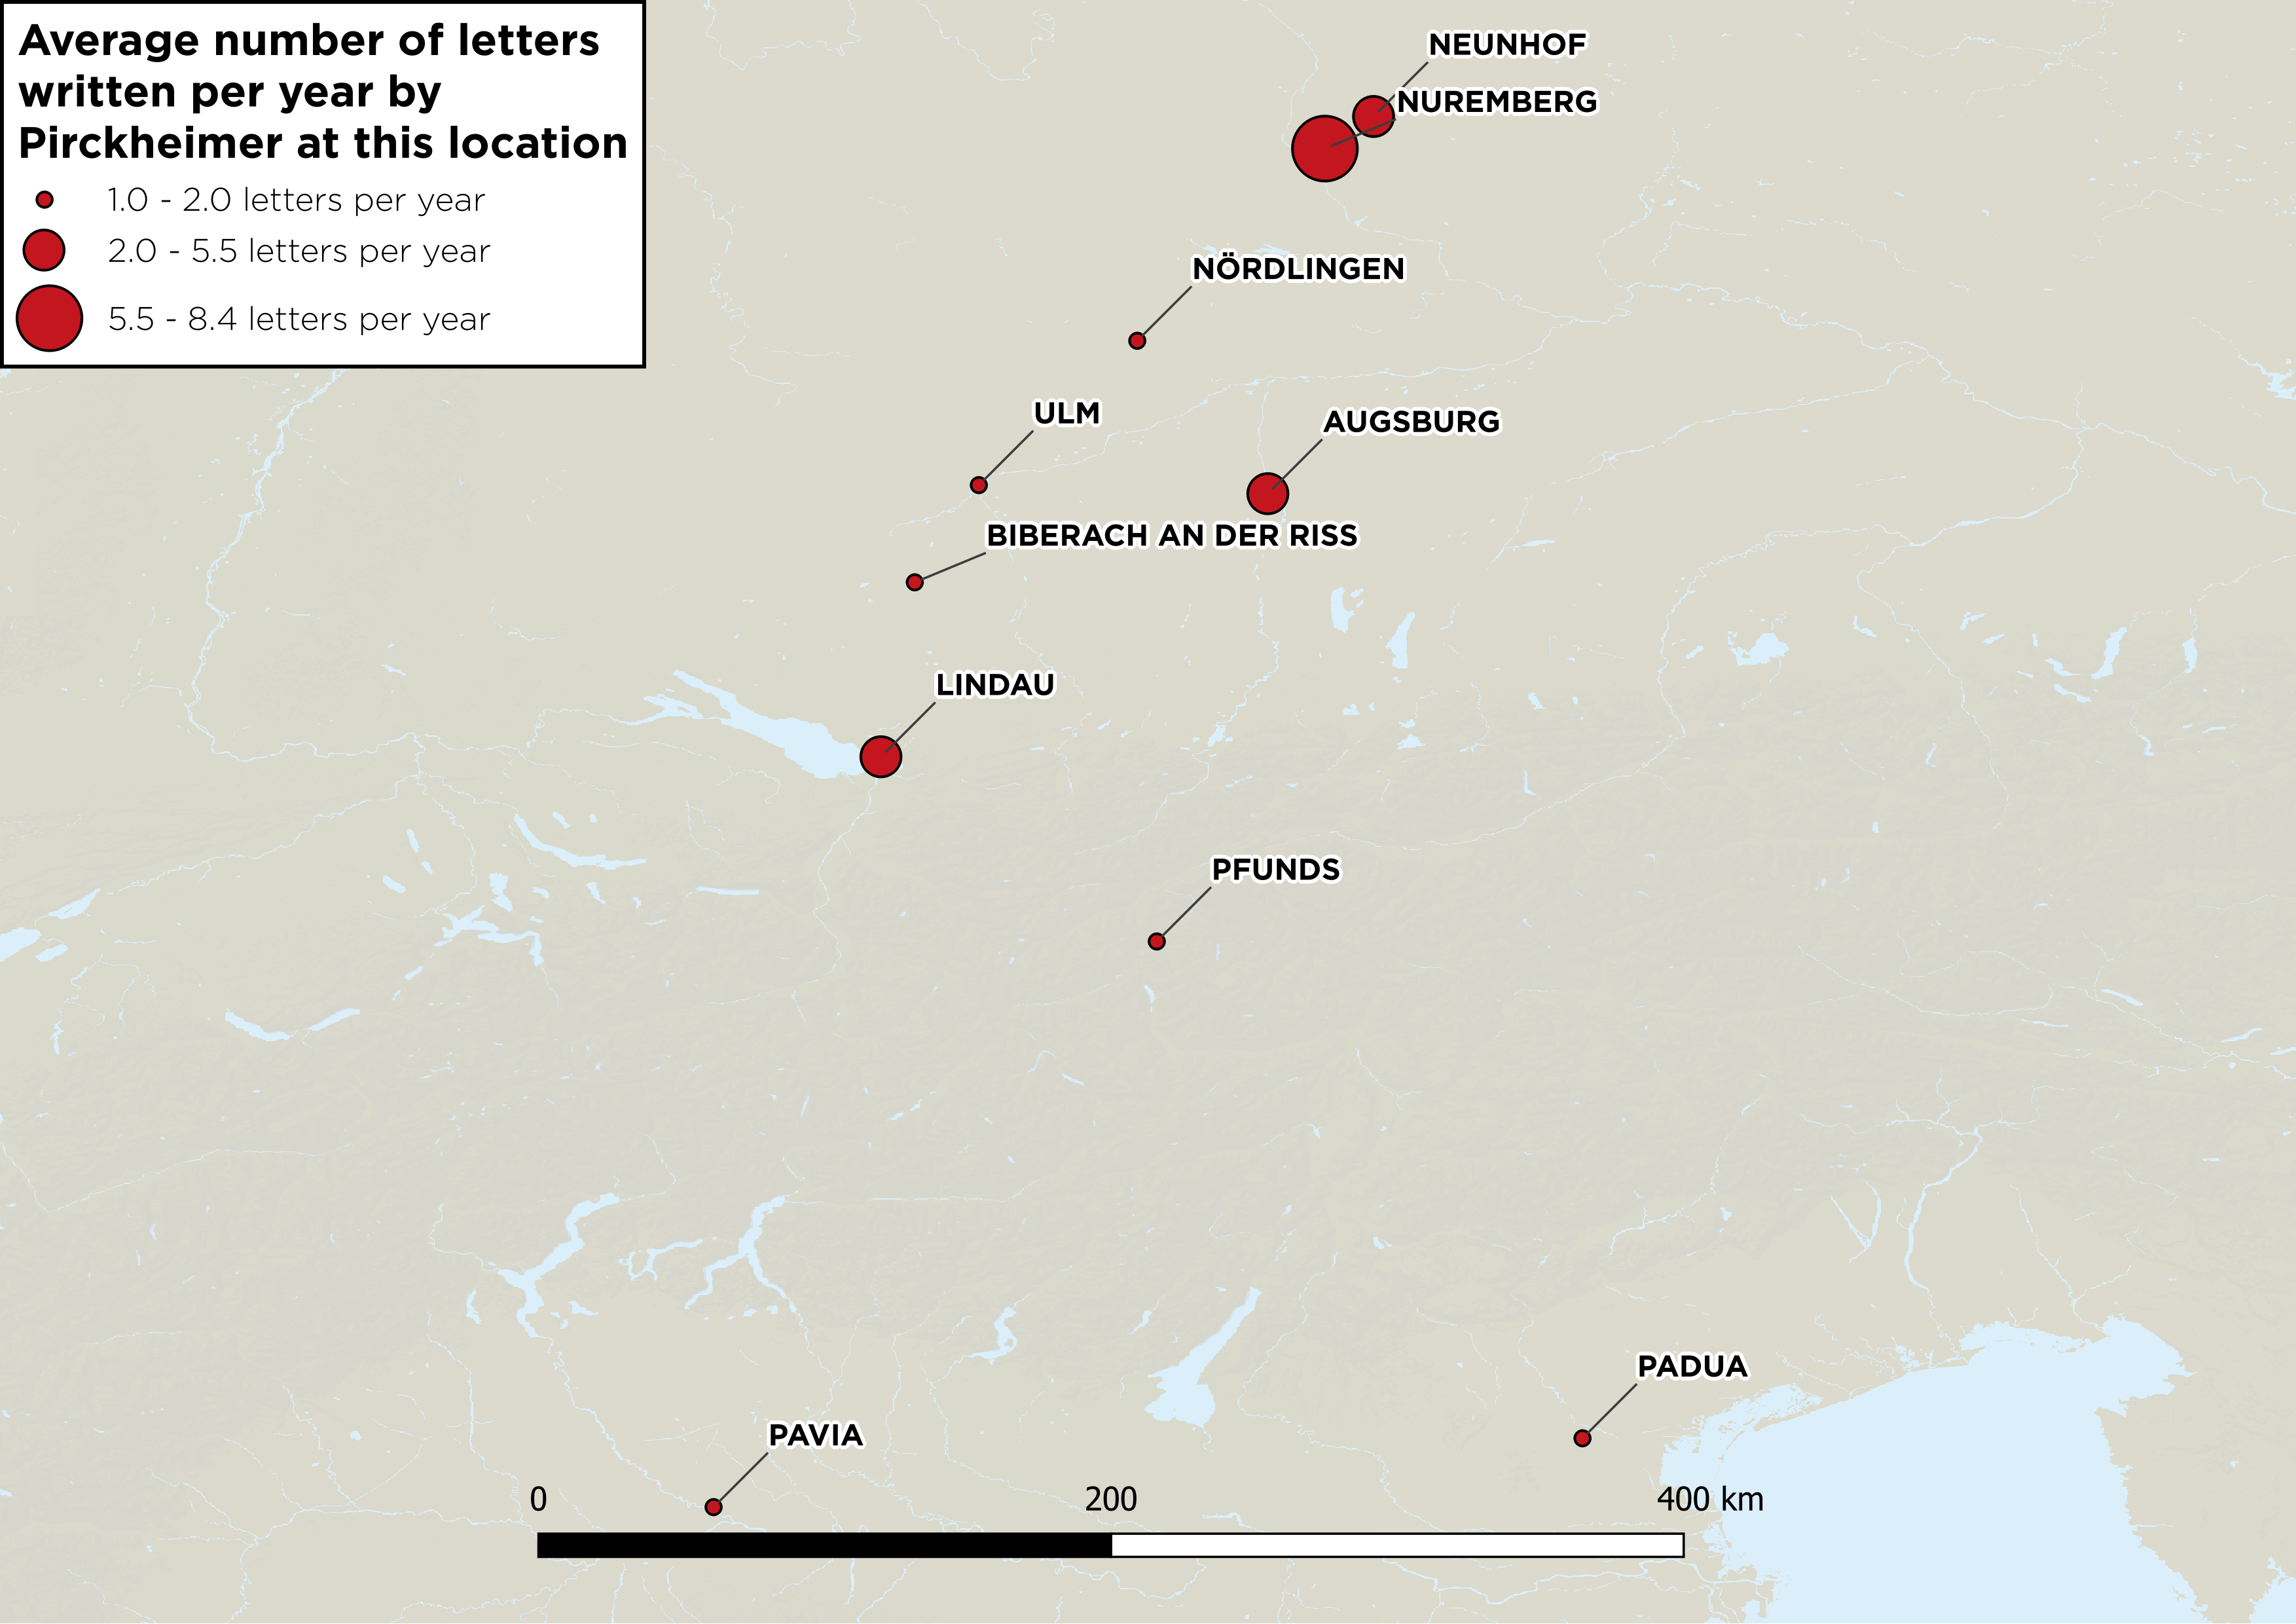 Average number of letters
written per year by
Pirckheimer at this location
1.0 - 2.0 letters per year
2.0 - 5.5 letters per year
5.5 - 8.4 letters per year
NEUNHOF
NUREMBERG
NÖRDLINGEN
ULM
AUGSBURG
BIBERACH AN DER RISS
LINDAU
PFUNDS
PADUA
PAVIA
0 200 400 km